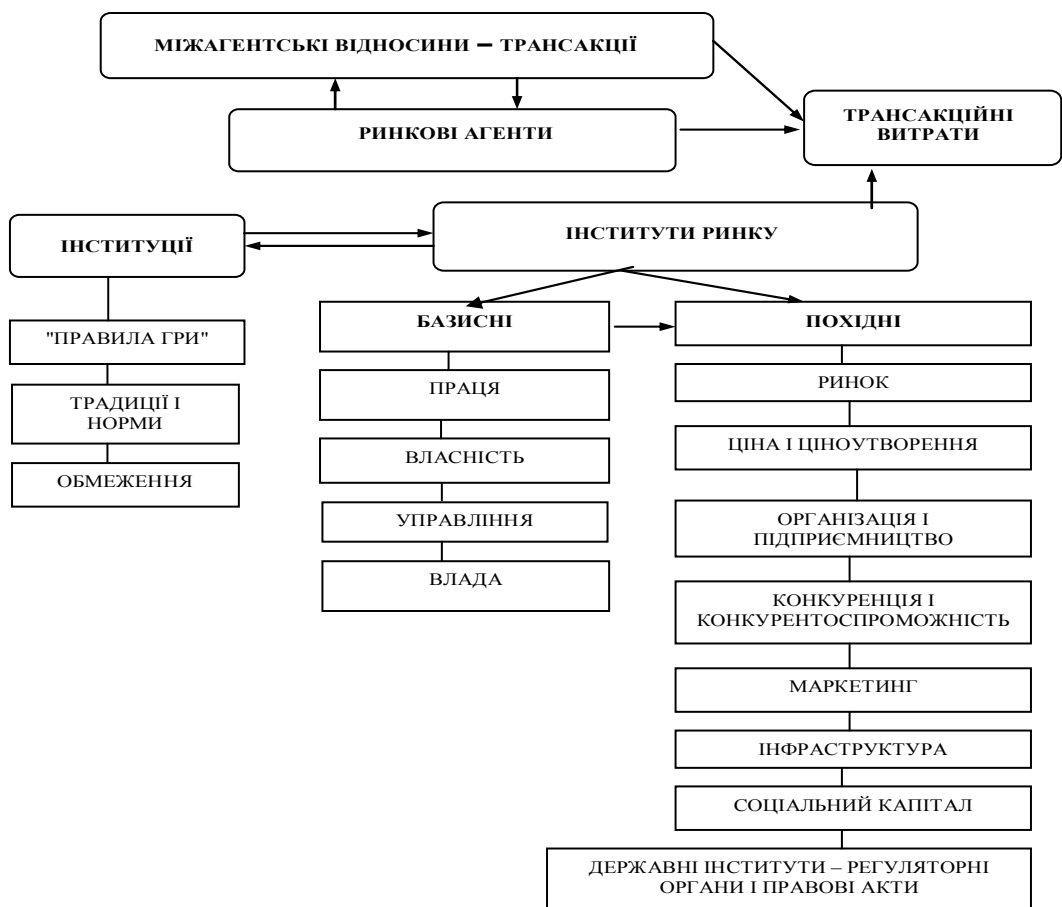 МІЖАГЕНТСЬКІ ВІДНОСИНИ – ТРАНСАКЦІЇ
РИНКОВІ АГЕНТИ
ТРАНСАКЦІЙНІ
ВИТРАТИ
ІНСТИТУЦІЇ
ІНСТИТУТИ РИНКУ
"ПРАВИЛА ГРИ"
ТРАДИЦІЇ І
НОРМИ
ОБМЕЖЕННЯ
БАЗИСНІ
ПРАЦЯ
ВЛАСНІСТЬ
УПРАВЛІННЯ
ВЛАДА
ПОХІДНІ
РИНОК
ЦІНА І ЦІНОУТВОРЕННЯ
ОРГАНІЗАЦІЯ І
ПІДПРИЄМНИЦТВО
КОНКУРЕНЦІЯ І
КОНКУРЕНТОСПРОМОЖНІСТЬ
МАРКЕТИНГ
ІНФРАСТРУКТУРА
СОЦІАЛЬНИЙ КАПІТАЛ
ДЕРЖАВНІ ІНСТИТУТИ – РЕГУЛЯТОРНІ
ОРГАНИ І ПРАВОВІ АКТИ